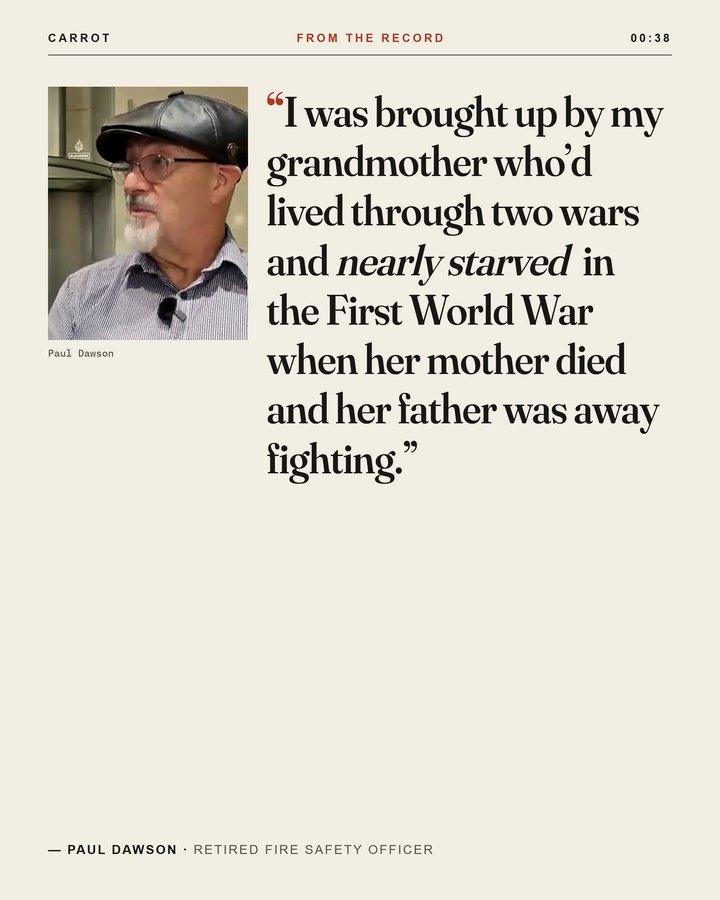 CARROT
FROM THE RECORD
00:38
ALJAZEERA
“I was brought up by my
grandmother who’d
lived through two wars
and nearly starved in
the First World War
when her mother died
and her father was away
fighting.”
Paul Dawson
— PAUL DAWSON · RETIRED FIRE SAFETY OFFICER